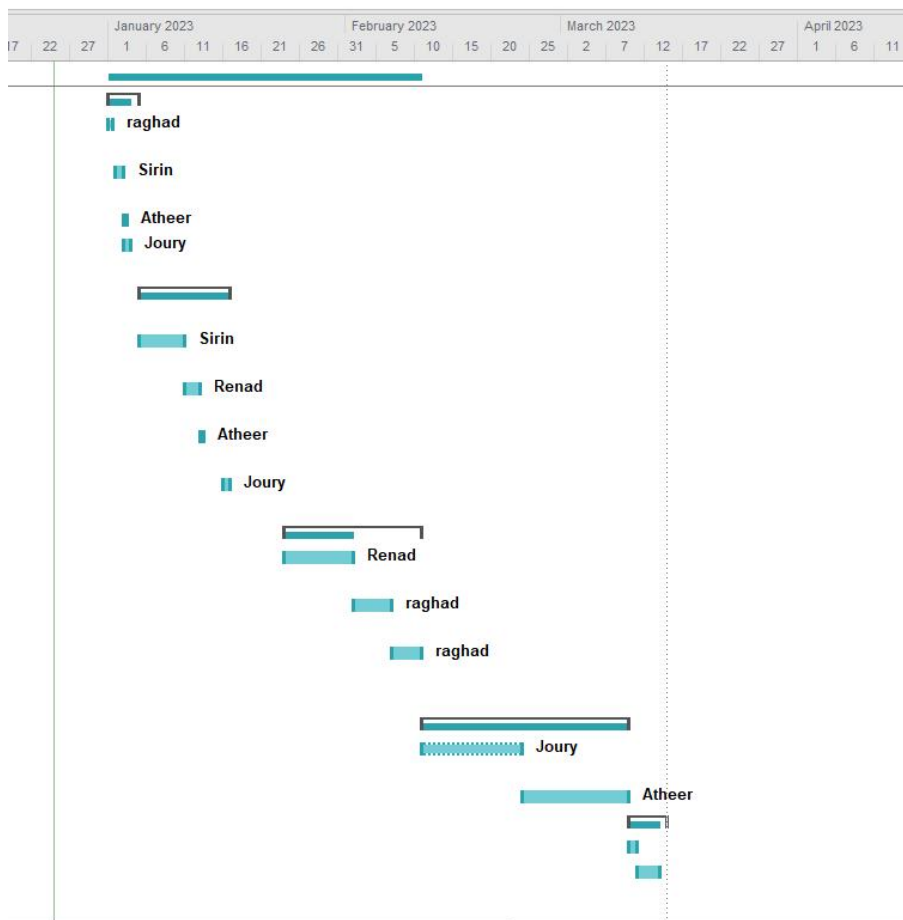 January 2023 February 2023 March 2023 April 2023
17 22 27 1 6 11 16 21 26 31 5 10 15 20 25 2 7 12 17 22 27 1 6 11
raghad
Sirin
Atheer
Joury
Sirin
Renad
Atheer
Joury
Renad
raghad
raghad
Joury
Atheer